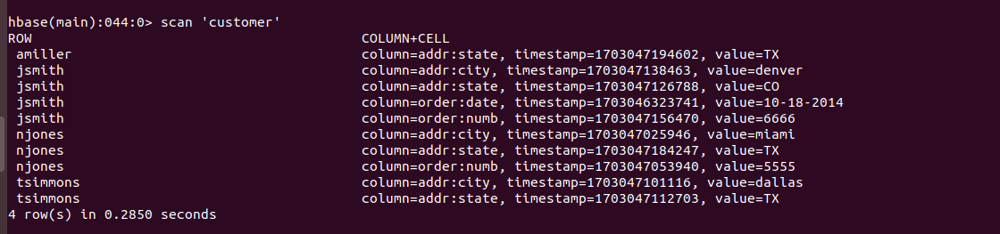 hbase(main):044:0> scan 'customer'
ROW COLUMN+CELL
amiller column=addr:state, timestamp=1703047194602, value=TX
jsmith column=addr:city, timestamp=1703047138463, value=denver
jsmith column=addr:state, timestamp=1703047126788, value=CO
jsmith column=order:date, timestamp=1703046323741, value=10-18-2014
jsmith column=order:numb, timestamp=1703047156470, value=6666
njones column=addr:city, timestamp=1703047025946, value=miami
njones column=addr:state, timestamp=1703047184247, value=TX
njones column=order:numb, timestamp=1703047053940, value=5555
tsimmons column=addr:city, timestamp=1703047101116, value=dallas
tsimmons column=addr:state, timestamp=1703047112703, value=TX
4 row(s) in 0.2850 seconds